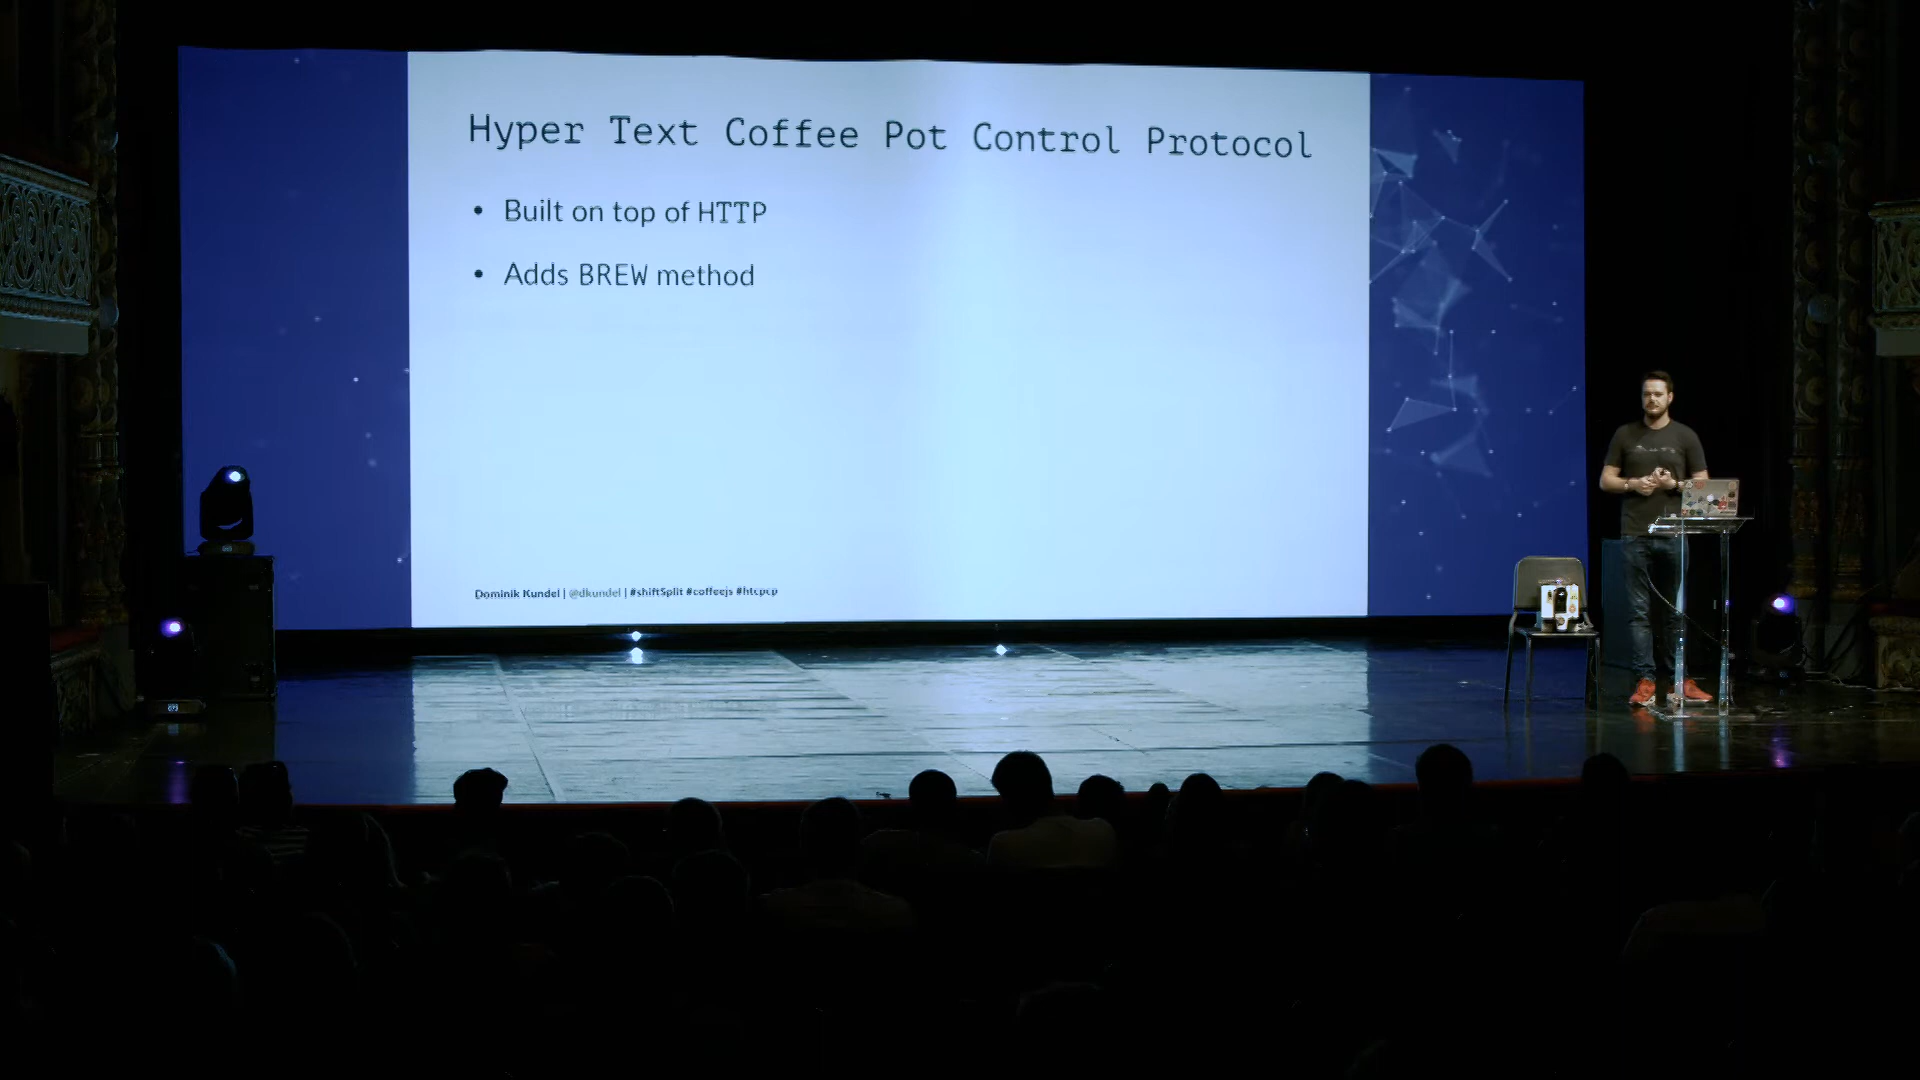 Hyper Text Coffee Pot Control Protocol
• Built on top of HTTP
• Adds BREW method
Dominik Kundel | @dkundel | #shiftSplit #coffeejs #htcpcp